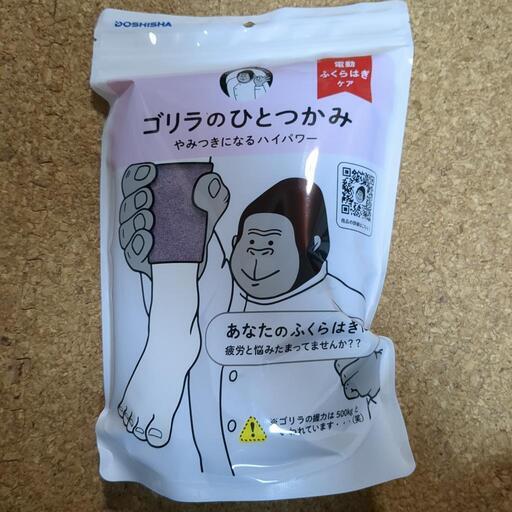 DOSHISHA
電動
ふくらはぎ
ケア
ゴリラのひとつかみ
やみつきになるハイパワー
あなたのふくらはぎに
疲労と悩みたまってませんか??
※ゴリラの握力は500kgと
いわれています・・・(笑)